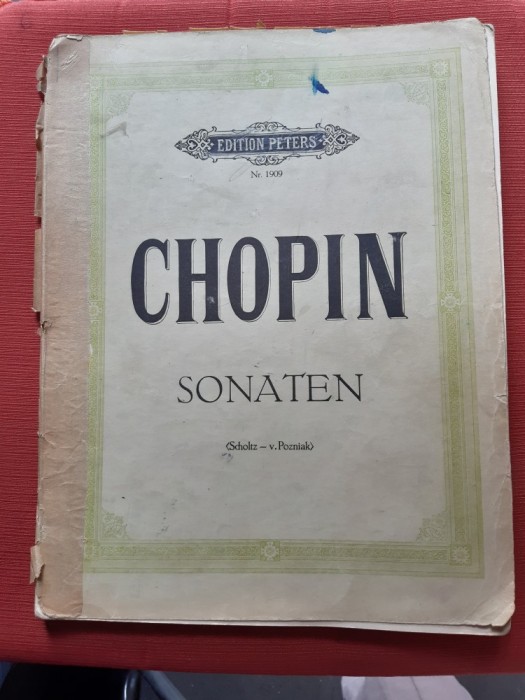 EDITION PETERS
Nr. 1909
CHOPIN
SONATEN
(Scholtz – v. Pozniak)